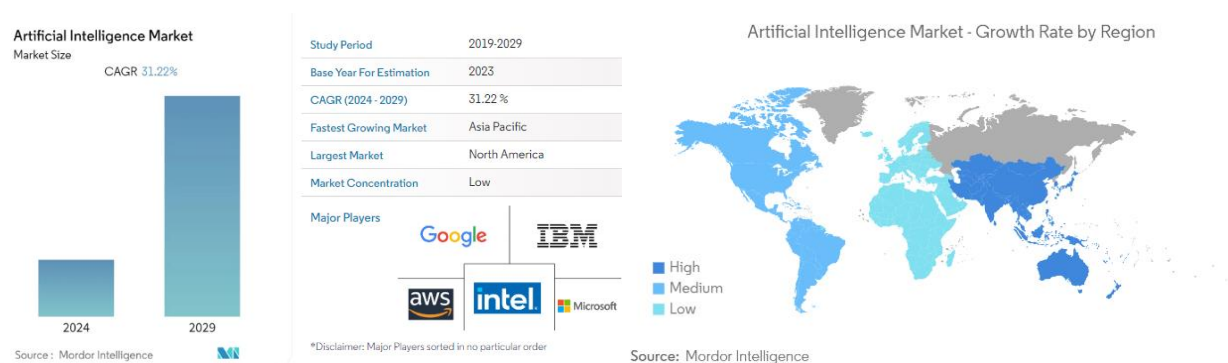 Artificial Intelligence Market
Market Size
CAGR 31.22%
2024 2029
Source : Mordor Intelligence
Study Period 2019-2029
Base Year For Estimation 2023
CAGR (2024 - 2029) 31.22 %
Fastest Growing Market Asia Pacific
Largest Market North America
Market Concentration Low
Major Players
Google IBM
aws intel Microsoft
*Disclaimer: Major Players sorted in no particular order
Artificial Intelligence Market - Growth Rate by Region
High
Medium
Low
Source: Mordor Intelligence